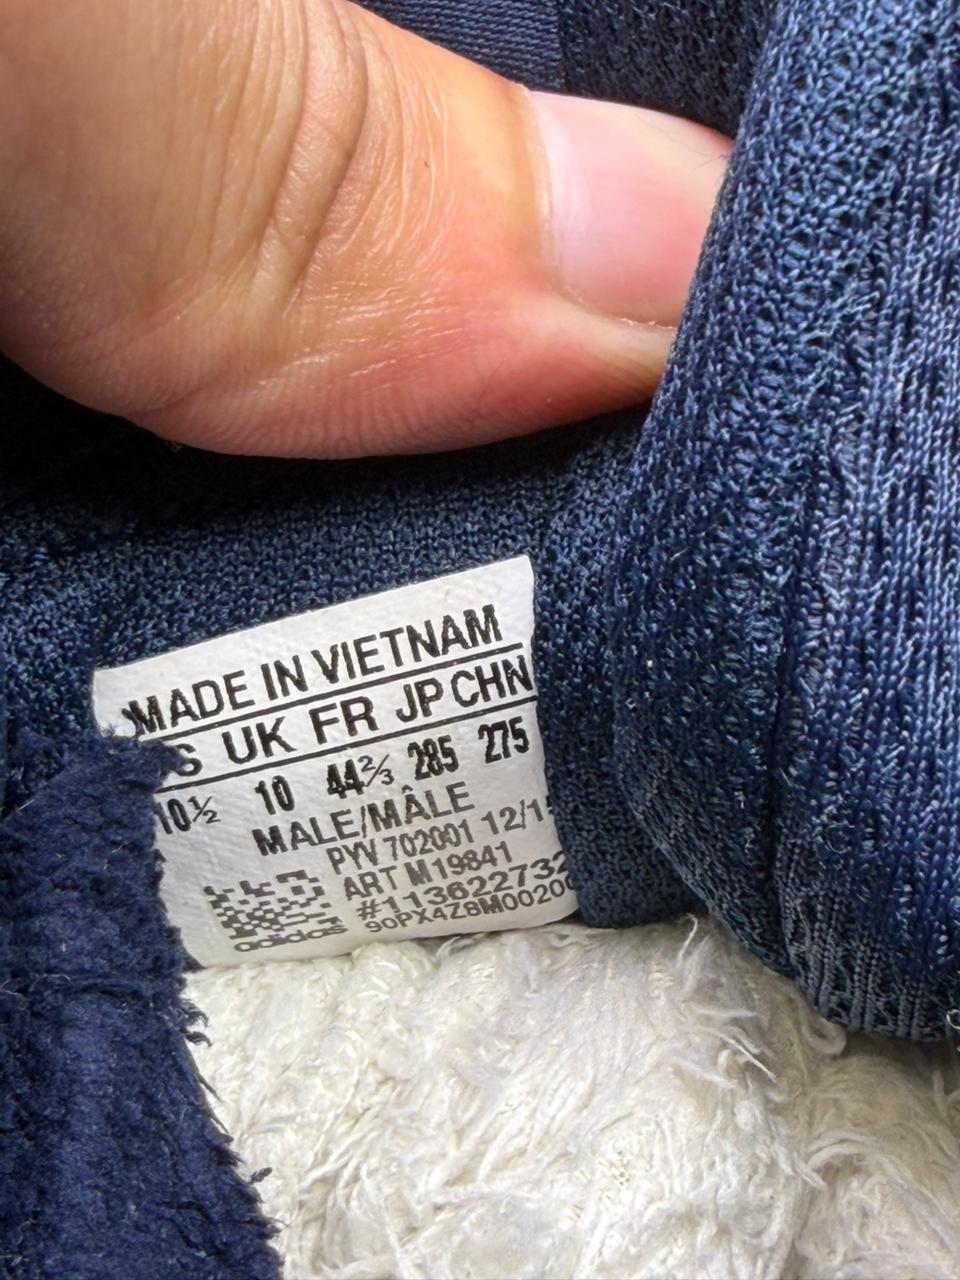 MADE IN VIETNAM
UK FR JP CHN
10½ 10 44⅔ 285 275
MALE/MÂLE
PYV 702001
ART M19841
adidas